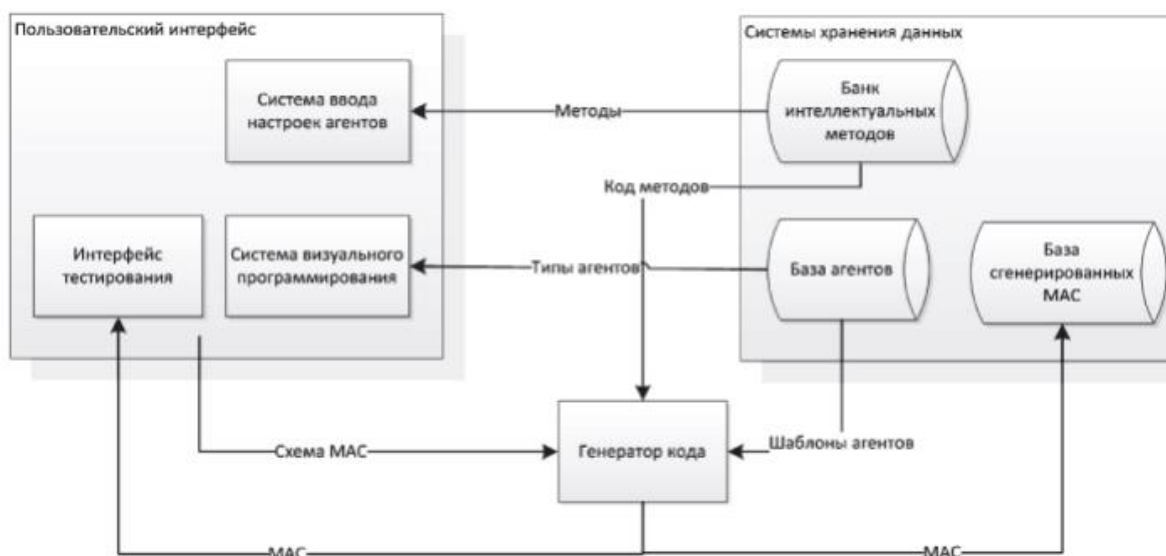 Пользовательский интерфейс
Системы хранения данных
Система ввода
настроек агентов
Методы
Банк
интеллектуальных
методов
Код методов
Интерфейс
тестирования
Система визуального
программирования
Типы агентов
База агентов
База
сгенерированных
МАС
Схема МАС
Генератор кода
Шаблоны агентов
МАС
МАС